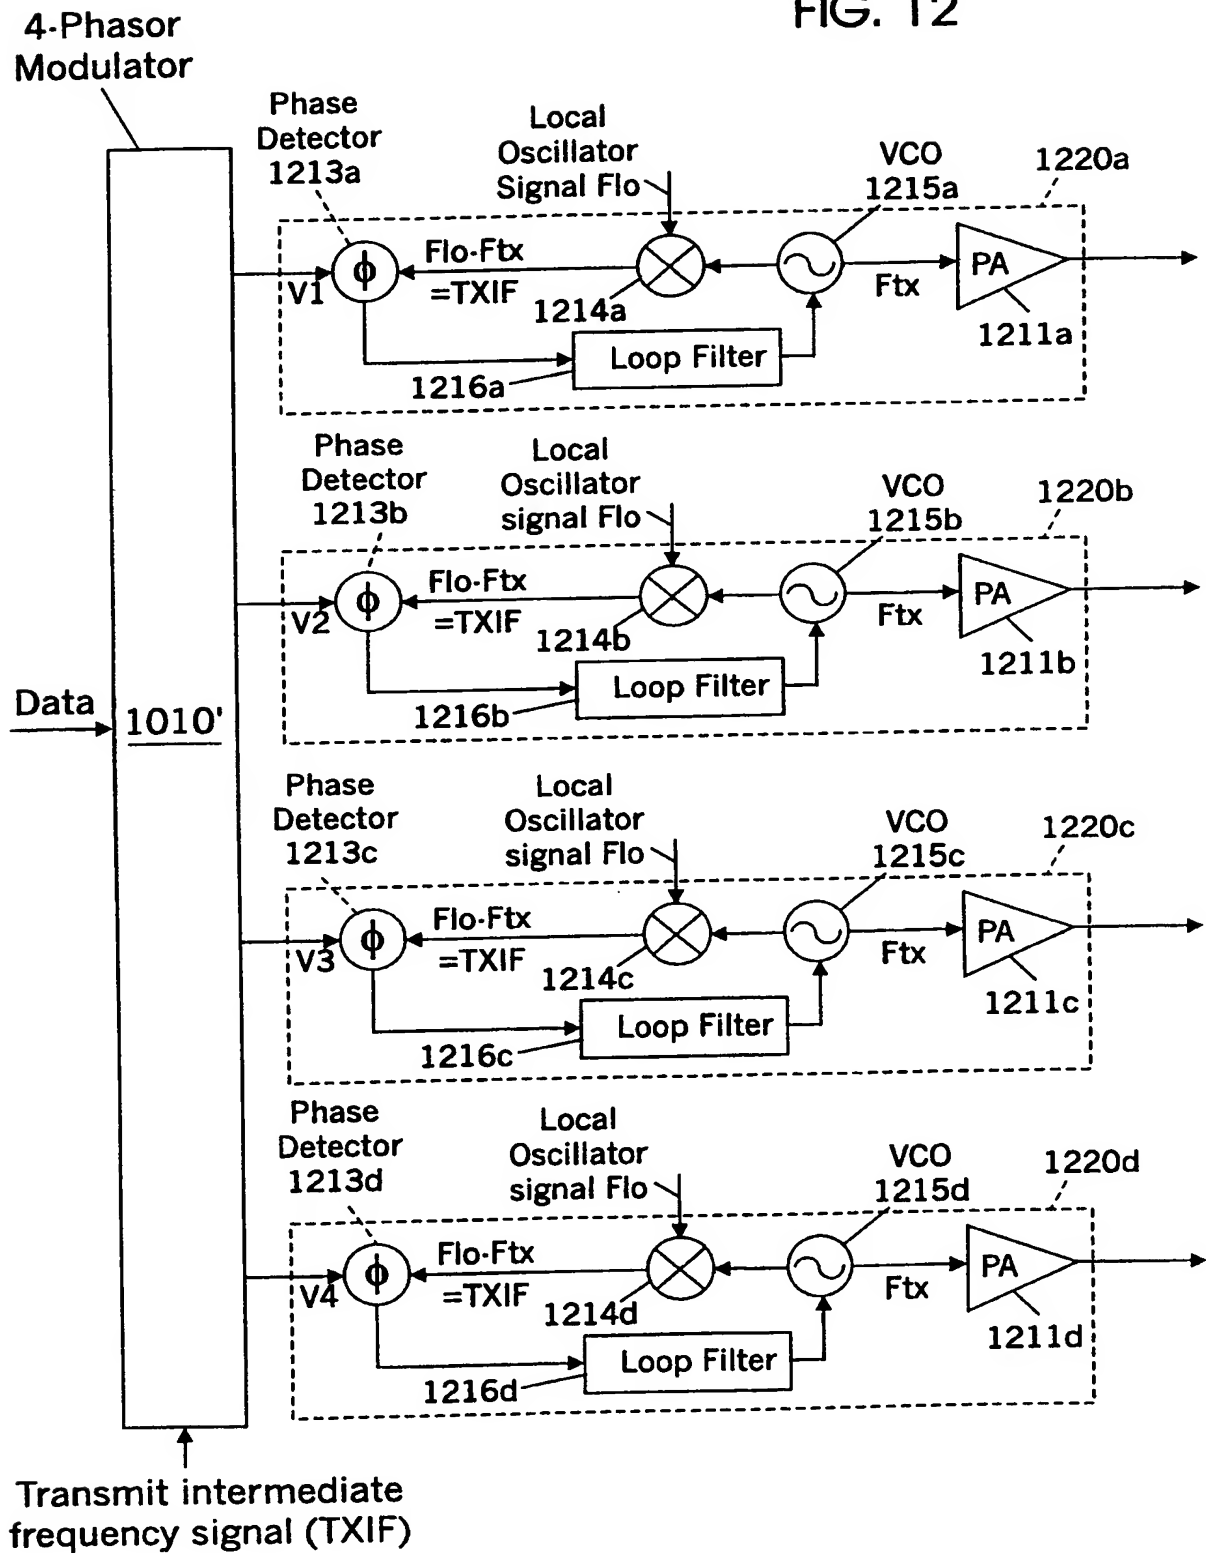 FIG. 12
4-Phasor
Modulator
Phase
Detector
1213a
Local
Oscillator
Signal Flo
VCO
1215a
1220a
V1
ϕ
Flo-Ftx
=TXIF
1214a
Ftx
PA
1211a
Loop Filter
1216a
Phase
Detector
1213b
Local
Oscillator
signal Flo
VCO
1215b
1220b
V2
ϕ
Flo-Ftx
=TXIF
1214b
Ftx
PA
1211b
Loop Filter
1216b
Data
1010'
Phase
Detector
1213c
Local
Oscillator
signal Flo
VCO
1215c
1220c
V3
ϕ
Flo-Ftx
=TXIF
1214c
Ftx
PA
1211c
Loop Filter
1216c
Phase
Detector
1213d
Local
Oscillator
signal Flo
VCO
1215d
1220d
V4
ϕ
Flo-Ftx
=TXIF
1214d
Ftx
PA
1211d
Loop Filter
1216d
Transmit intermediate
frequency signal (TXIF)